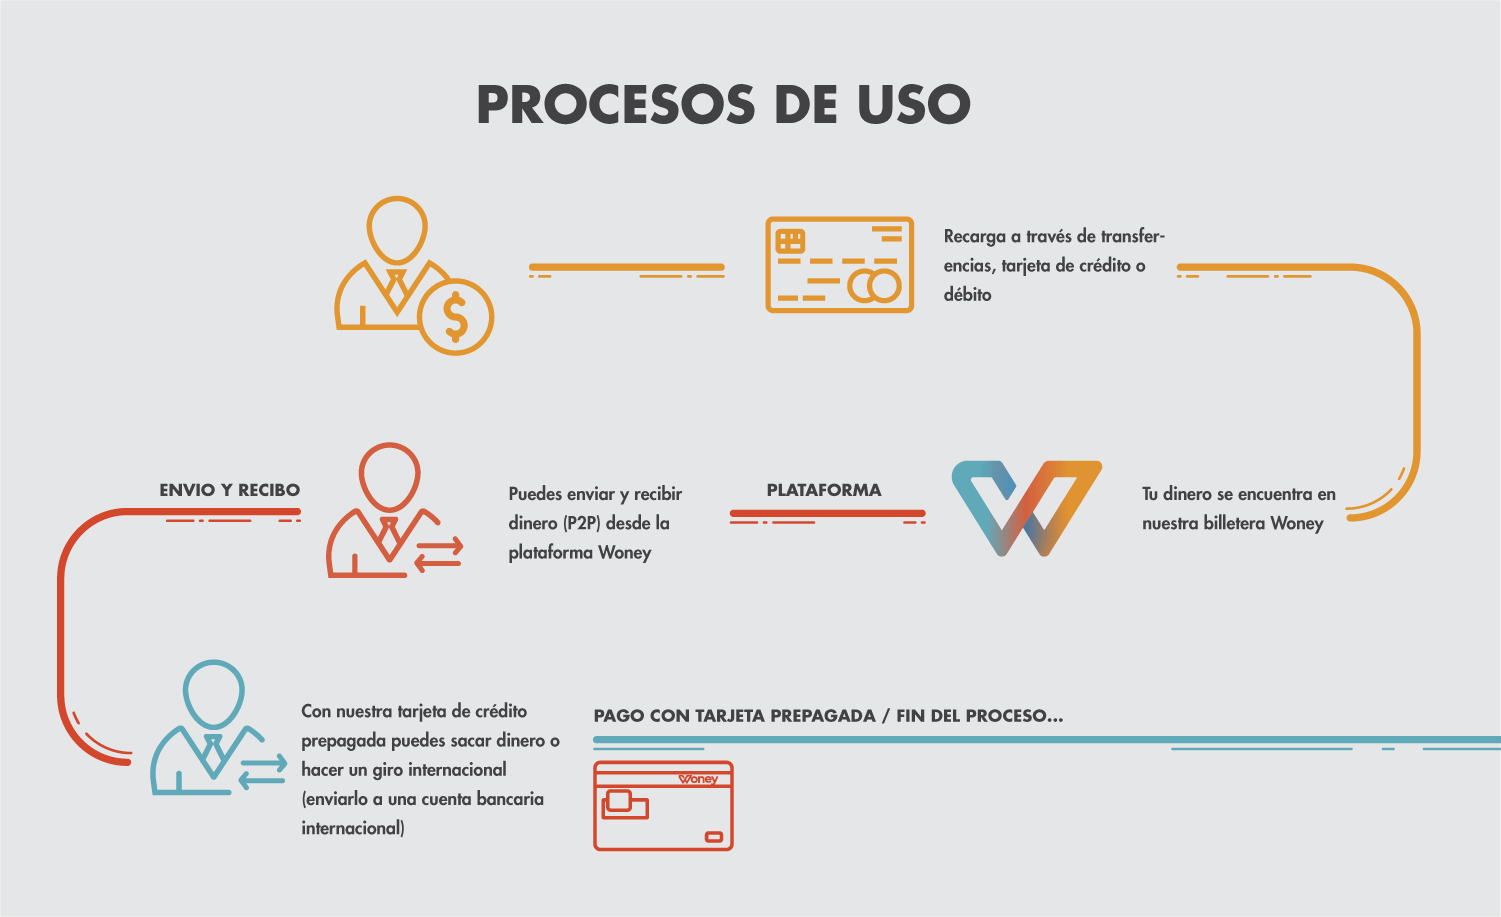 PROCESOS DE USO
$
Recarga a través de transfer-
encias, tarjeta de crédito o
débito
ENVIO Y RECIBO
Puedes enviar y recibir
dinero (P2P) desde la
plataforma Woney
PLATAFORMA
Tu dinero se encuentra en
nuestra billetera Woney
Con nuestra tarjeta de crédito
prepagada puedes sacar dinero o
hacer un giro internacional
(enviarlo a una cuenta bancaria
internacional)
PAGO CON TARJETA PREPAGADA / FIN DEL PROCESO...
Woney